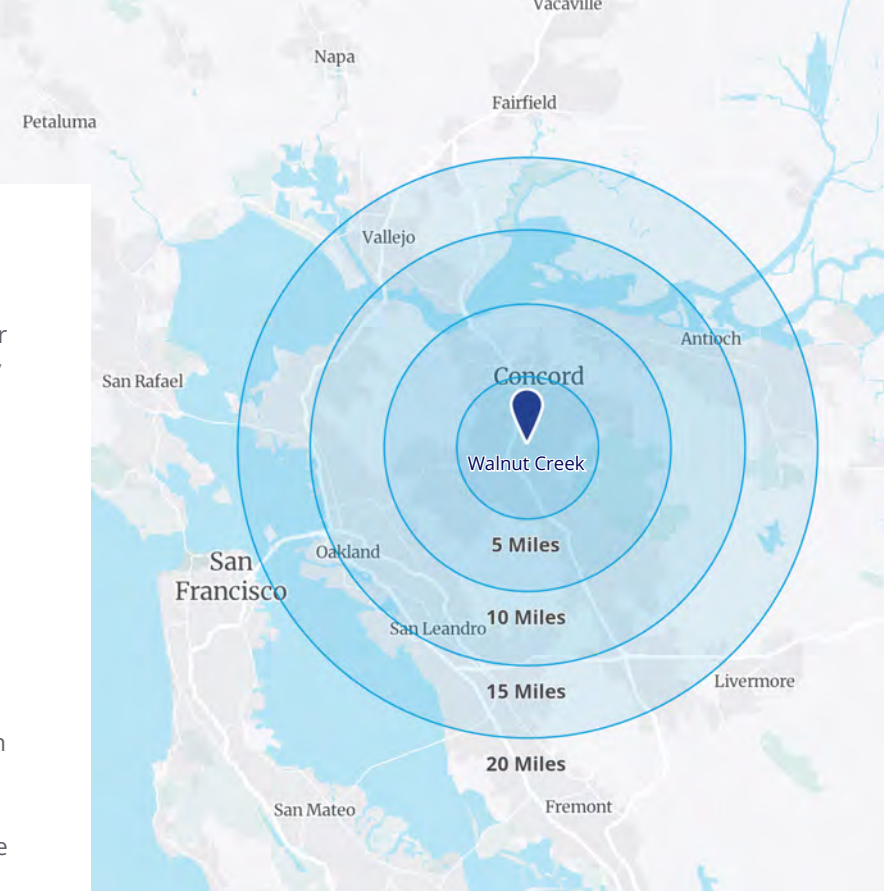 Vacaville
Napa
Fairfield
Petaluma
Vallejo
r
Antioch
San Rafael
Concord
Walnut Creek
5 Miles
Oakland
San
Francisco
10 Miles
San Leandro
Livermore
15 Miles
n
20 Miles
Fremont
San Mateo
e